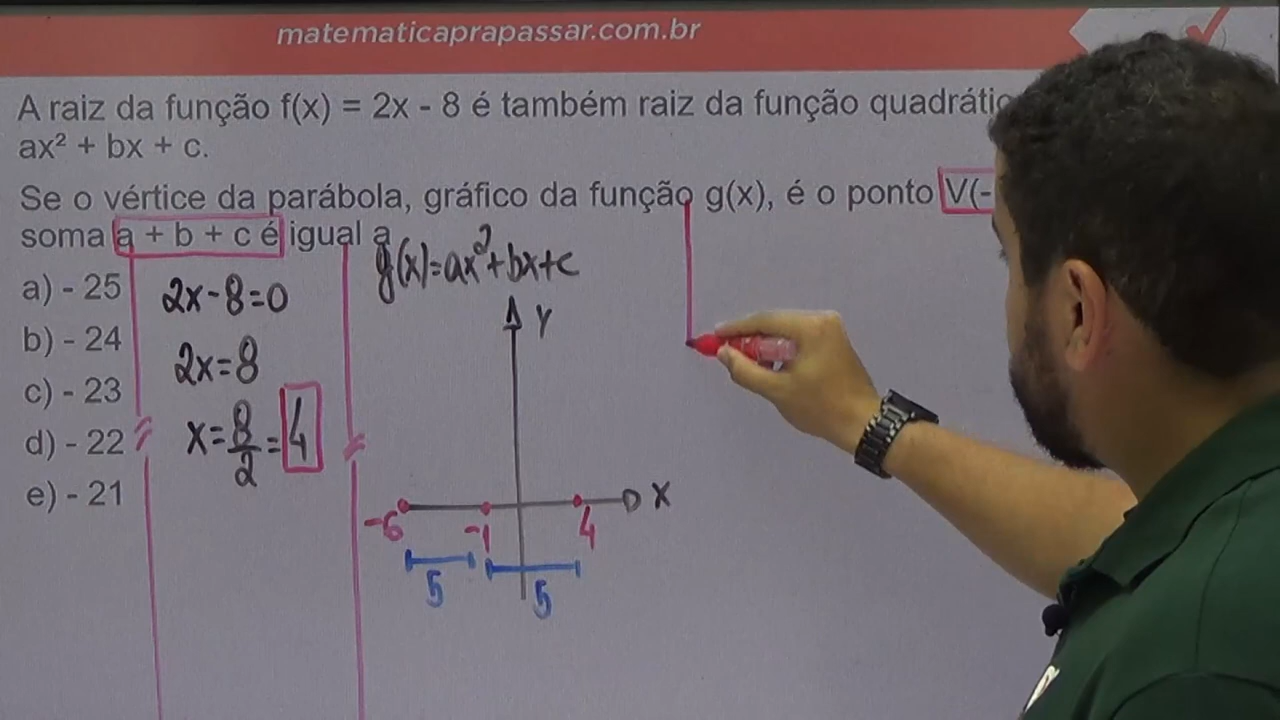 matematicaprapassar.com.br
A raiz da função f(x) = 2x - 8 é também raiz da função
ax² + bx + c.
Se o vértice da parábola, gráfico da função g(x), é o ponto V(-
soma a + b + c é igual a
g(x)=ax²+bx+c
a) - 25
b) - 24
c) - 23
d) - 22
e) - 21
2x-8=0
2x=8
x=8/2=4
Y
X
-6 -1 4
5 5